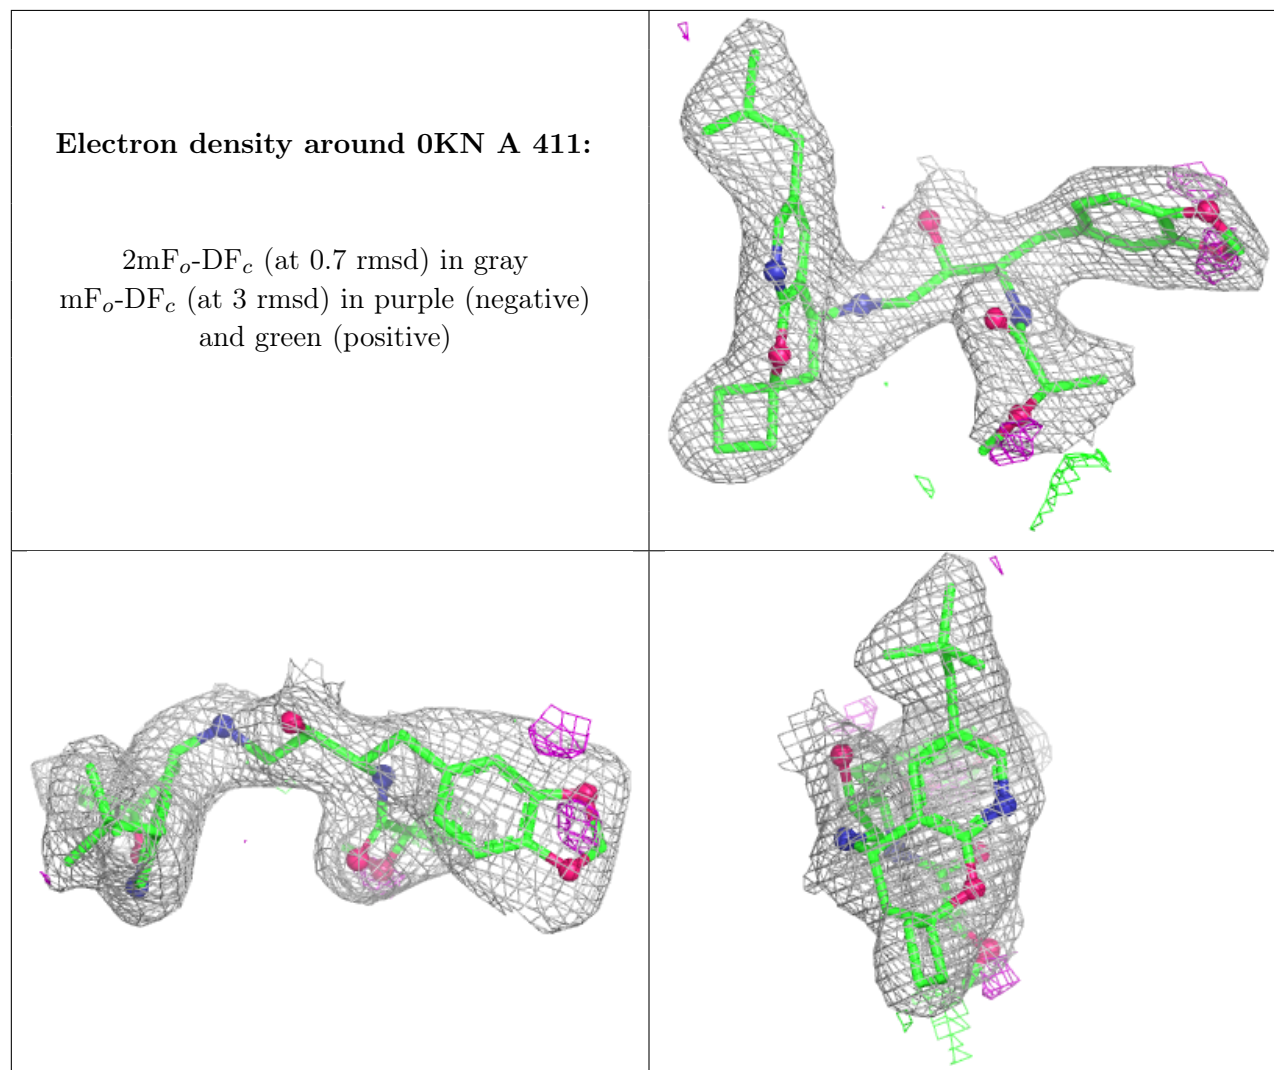 Electron density around 0KN A 411:
2mFo-DFc (at 0.7 rmsd) in gray
mFo-DFc (at 3 rmsd) in purple (negative)
and green (positive)